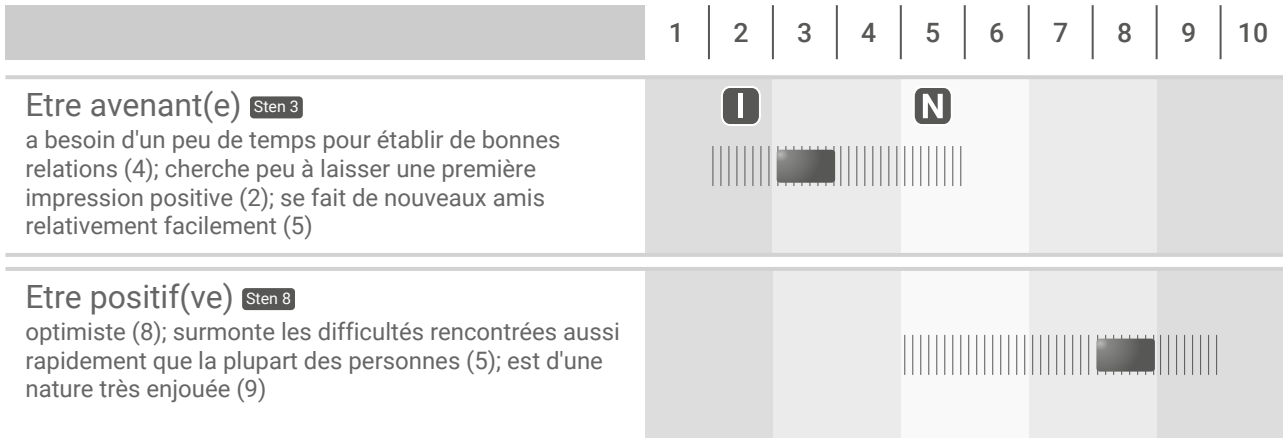 1 2 3 4 5 6 7 8 9 10
Etre avenant(e) Sten 3
I N
a besoin d'un peu de temps pour établir de bonnes
relations (4); cherche peu à laisser une première
impression positive (2); se fait de nouveaux amis
relativement facilement (5)
Etre positif(ve) Sten 8
optimiste (8); surmonte les difficultés rencontrées aussi
rapidement que la plupart des personnes (5); est d'une
nature très enjouée (9)